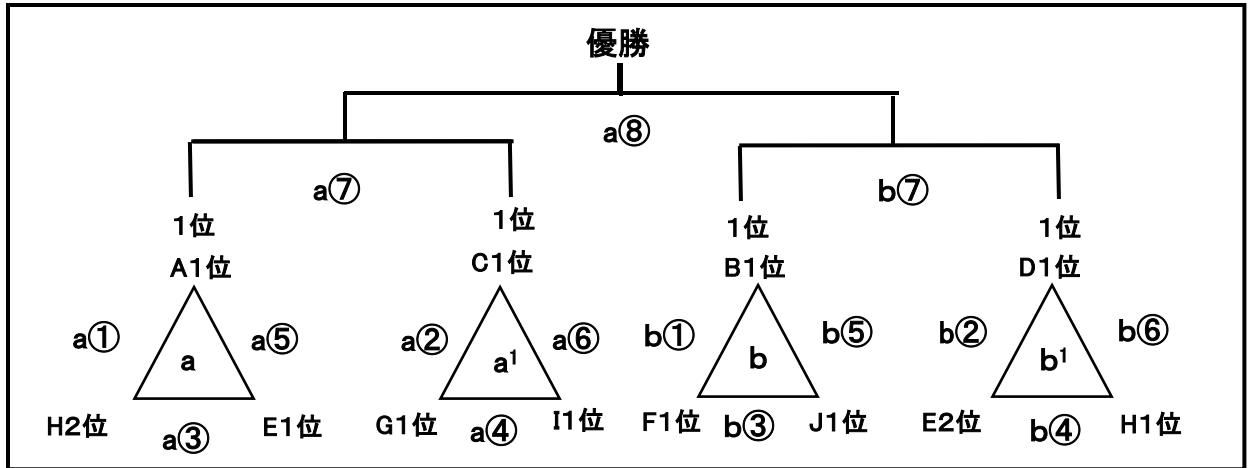 優勝
a⑧
a⑦ b⑦
1位 1位 1位 1位
A1位 C1位 B1位 D1位
a① a⑤ a② a⑥ b① b⑤ b② b⑥
a a¹ b b¹
H2位 a③ E1位 G1位 a④ I1位 F1位 b③ J1位 E2位 b④ H1位